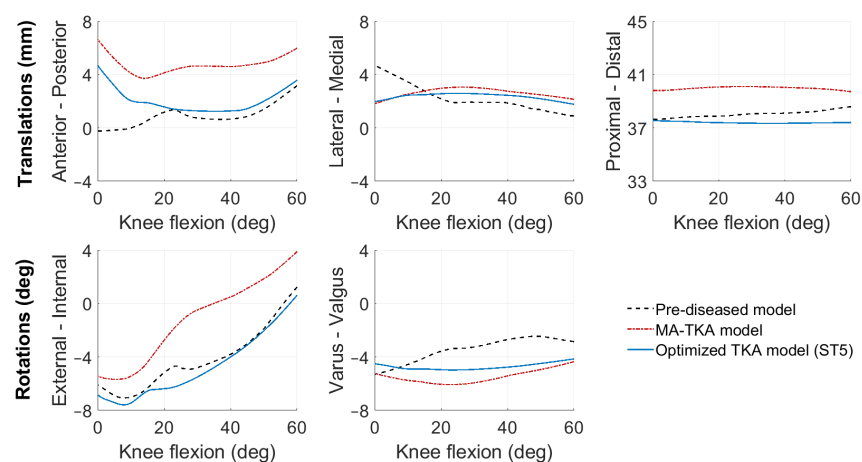 Translations (mm)
Anterior - Posterior
8
4
0
−4
0
20
40
60
Knee flexion (deg)
Lateral - Medial
8
4
0
−4
0
20
40
60
Knee flexion (deg)
Proximal - Distal
45
41
37
33
0
20
40
60
Knee flexion (deg)
Rotations (deg)
External - Internal
4
0
−4
−8
0
20
40
60
Knee flexion (deg)
Varus - Valgus
4
0
−4
−8
0
20
40
60
Knee flexion (deg)
Pre-diseased model
MA-TKA model
Optimized TKA model (ST5)